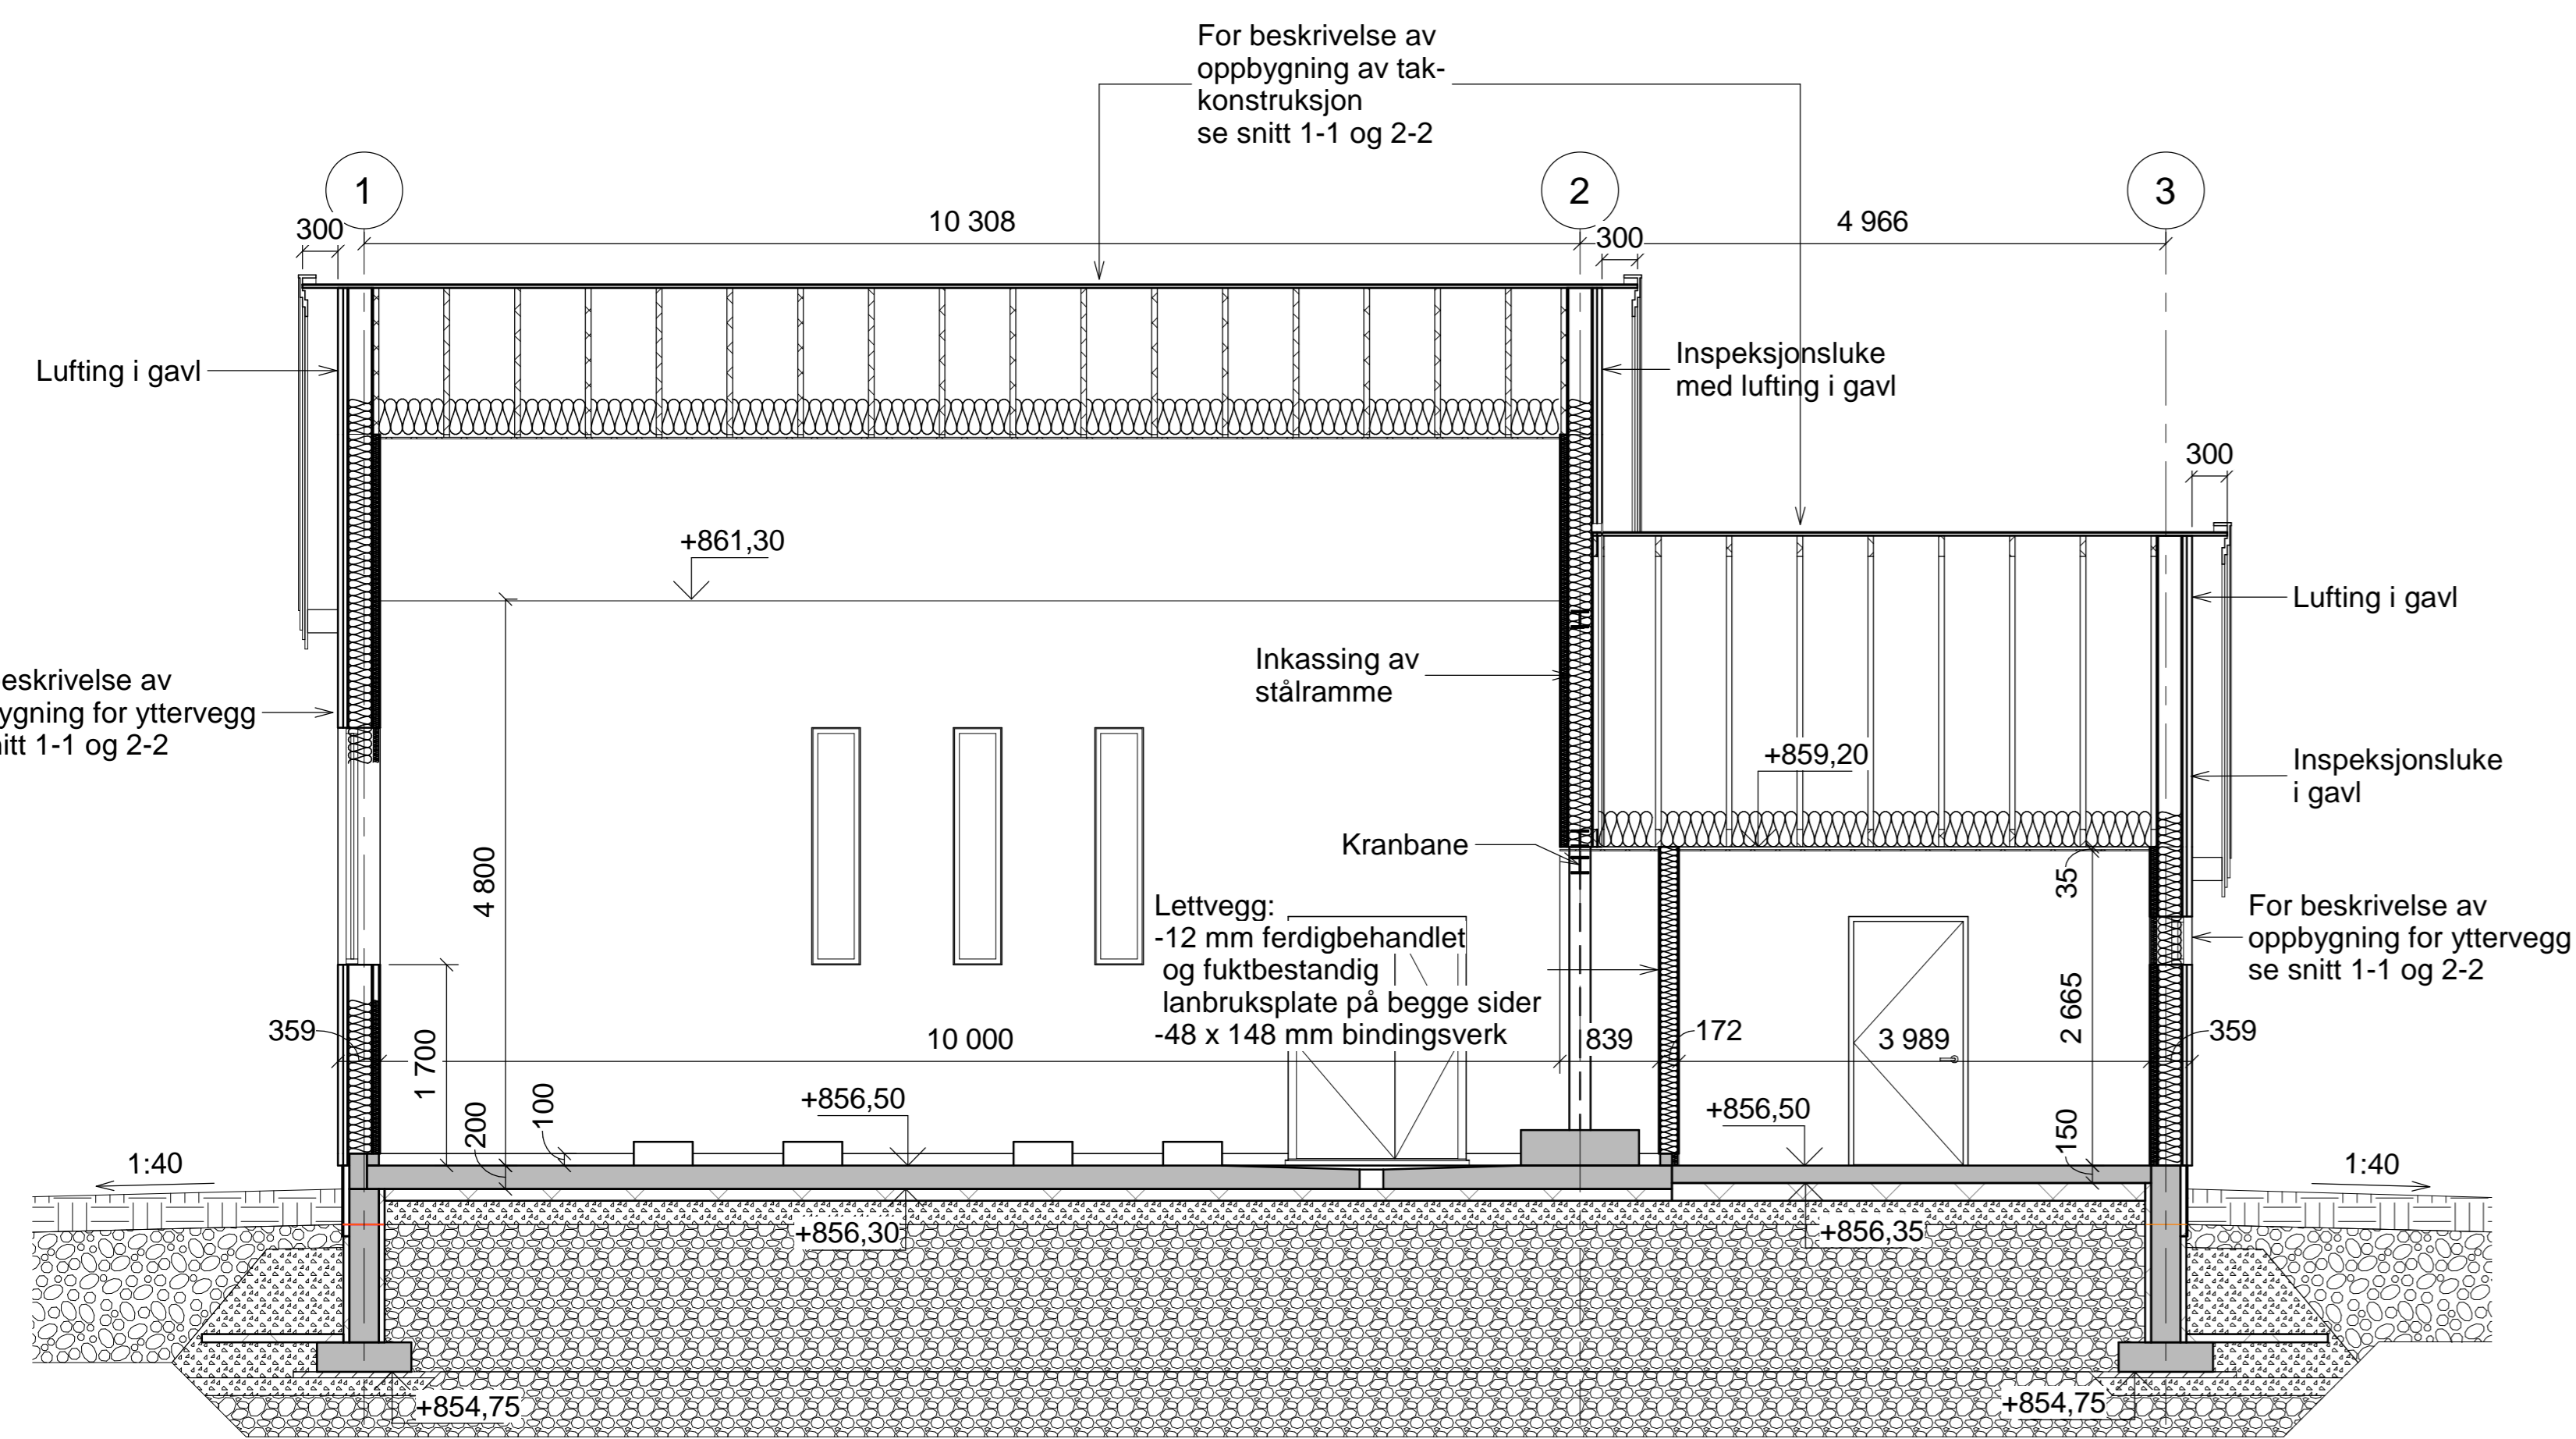 For beskrivelse av
oppbygning av tak-
konstruksjon
se snitt 1-1 og 2-2
1
2
3
300
10 308
300
4 966
Lufting i gavl
Inspeksjonsluke
med lufting i gavl
300
+861,30
Lufting i gavl
eskrivelse av
ygning for yttervegg
nitt 1-1 og 2-2
Inkassing av
stålramme
+859,20
Inspeksjonsluke
i gavl
4 800
Kranbane
35
Lettvegg:
-12 mm ferdigbehandlet
og fuktbestandig
lanbruksplate på begge sider
-48 x 148 mm bindingsverk
For beskrivelse av
oppbygning for yttervegg
se snitt 1-1 og 2-2
359
1 700
10 000
839
172
3 989
2 665
359
200
100
+856,50
+856,50
150
1:40
1:40
+856,30
+856,35
+854,75
+854,75